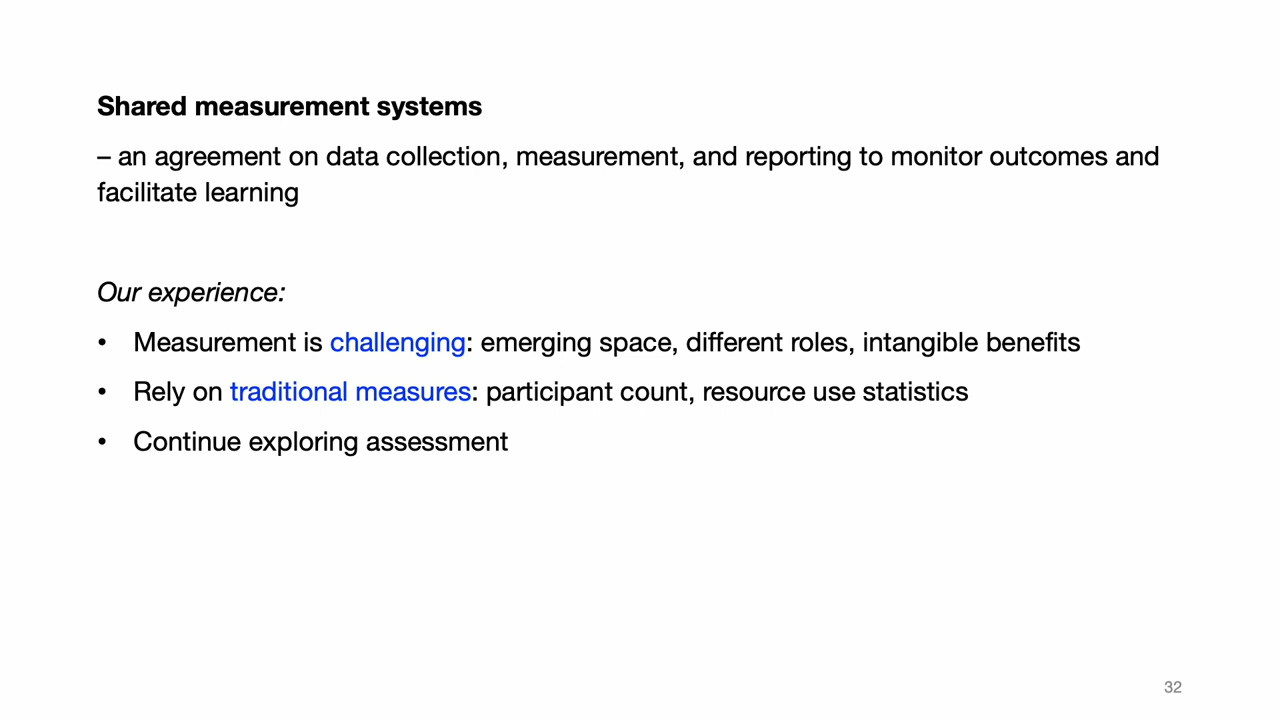 Shared measurement systems
– an agreement on data collection, measurement, and reporting to monitor outcomes and
facilitate learning
Our experience:
• Measurement is challenging: emerging space, different roles, intangible benefits
• Rely on traditional measures: participant count, resource use statistics
• Continue exploring assessment
32